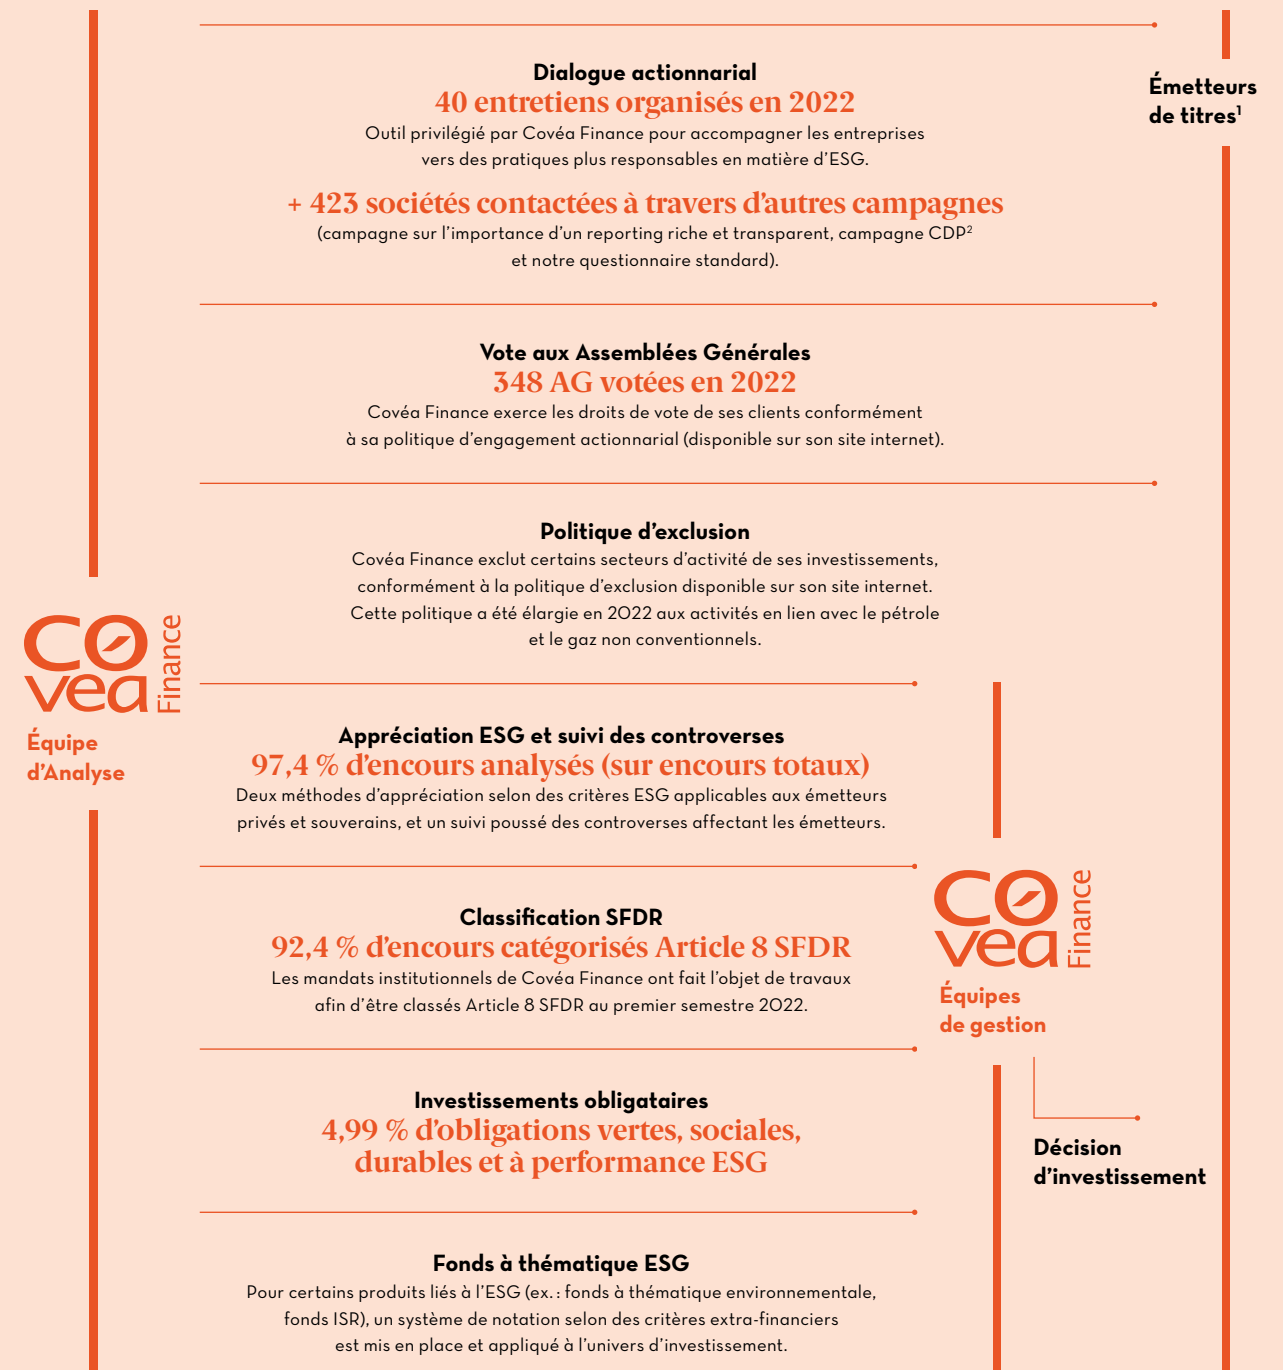 Émetteurs
de titres¹
Dialogue actionnarial
40 entretiens organisés en 2022
Outil privilégié par Covéa Finance pour accompagner les entreprises
vers des pratiques plus responsables en matière d’ESG.
+ 423 sociétés contactées à travers d’autres campagnes
(campagne sur l’importance d’un reporting riche et transparent, campagne CDP²
et notre questionnaire standard).
Vote aux Assemblées Générales
348 AG votées en 2022
Covéa Finance exerce les droits de vote de ses clients conformément
à sa politique d’engagement actionnarial (disponible sur son site internet).
Politique d’exclusion
Covéa Finance exclut certains secteurs d’activité de ses investissements,
conformément à la politique d’exclusion disponible sur son site internet.
Cette politique a été élargie en 2022 aux activités en lien avec le pétrole
et le gaz non conventionnels.
covéa
Finance
Équipe
d’Analyse
Appréciation ESG et suivi des controverses
97,4 % d’encours analysés (sur encours totaux)
Deux méthodes d’appréciation selon des critères ESG applicables aux émetteurs
privés et souverains, et un suivi poussé des controverses affectant les émetteurs.
Classification SFDR
92,4 % d’encours catégorisés Article 8 SFDR
Les mandats institutionnels de Covéa Finance ont fait l’objet de travaux
afin d’être classés Article 8 SFDR au premier semestre 2022.
covéa
Finance
Équipes
de gestion
Investissements obligataires
4,99 % d’obligations vertes, sociales,
durables et à performance ESG
Décision
d’investissement
Fonds à thématique ESG
Pour certains produits liés à l’ESG (ex. : fonds à thématique environnementale,
fonds ISR), un système de notation selon des critères extra-financiers
est mis en place et appliqué à l’univers d’investissement.